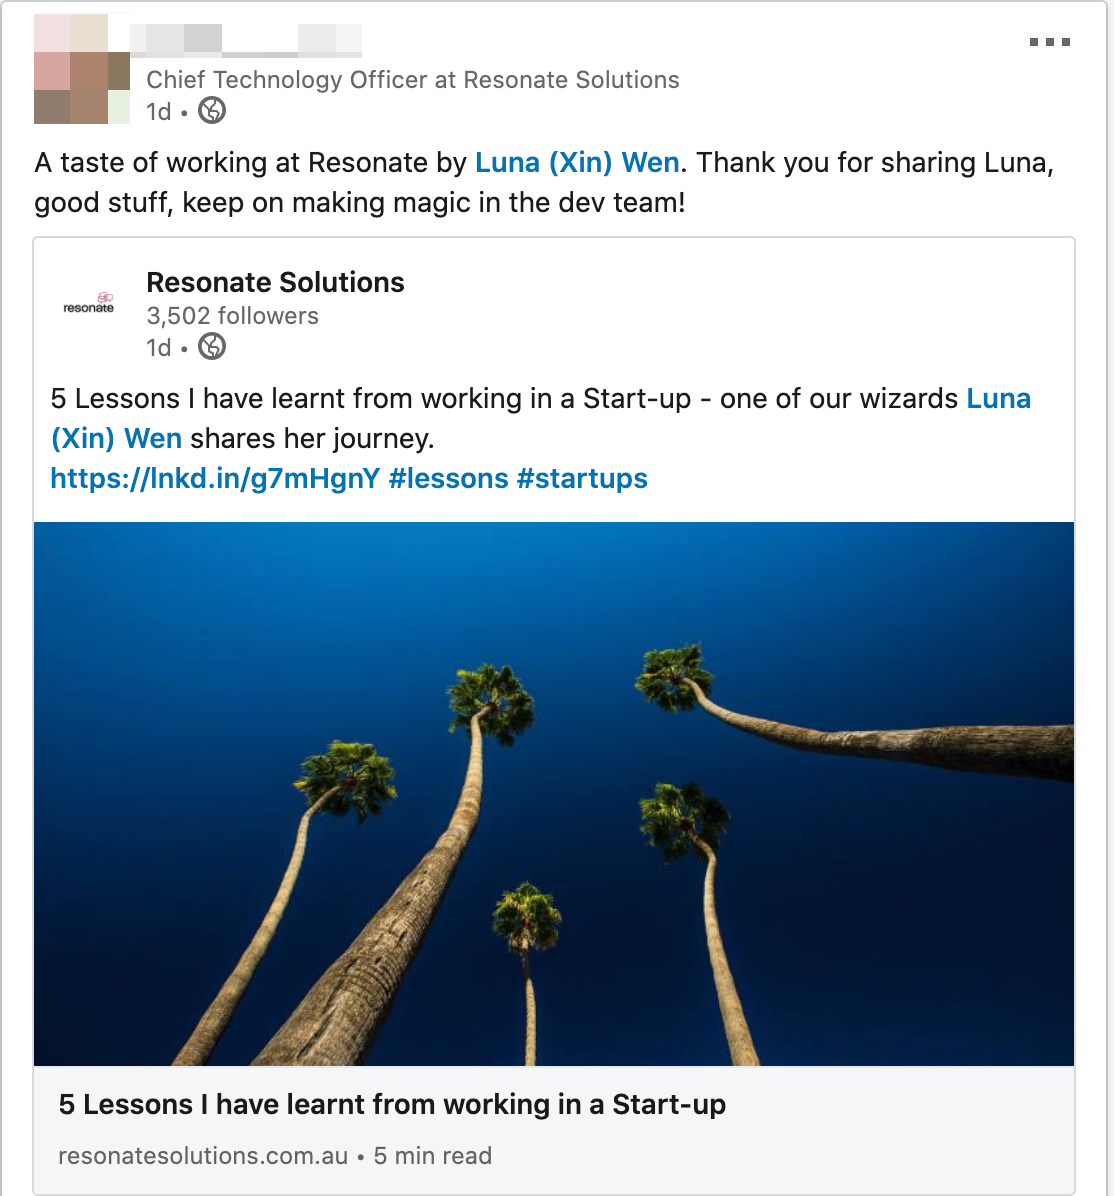 Chief Technology Officer at Resonate Solutions
1d •
A taste of working at Resonate by Luna (Xin) Wen. Thank you for sharing Luna,
good stuff, keep on making magic in the dev team!
resonate
Resonate Solutions
3,502 followers
1d •
5 Lessons I have learnt from working in a Start-up - one of our wizards Luna
(Xin) Wen shares her journey.
https://lnkd.in/g7mHgnY #lessons #startups
5 Lessons I have learnt from working in a Start-up
resonatesolutions.com.au • 5 min read